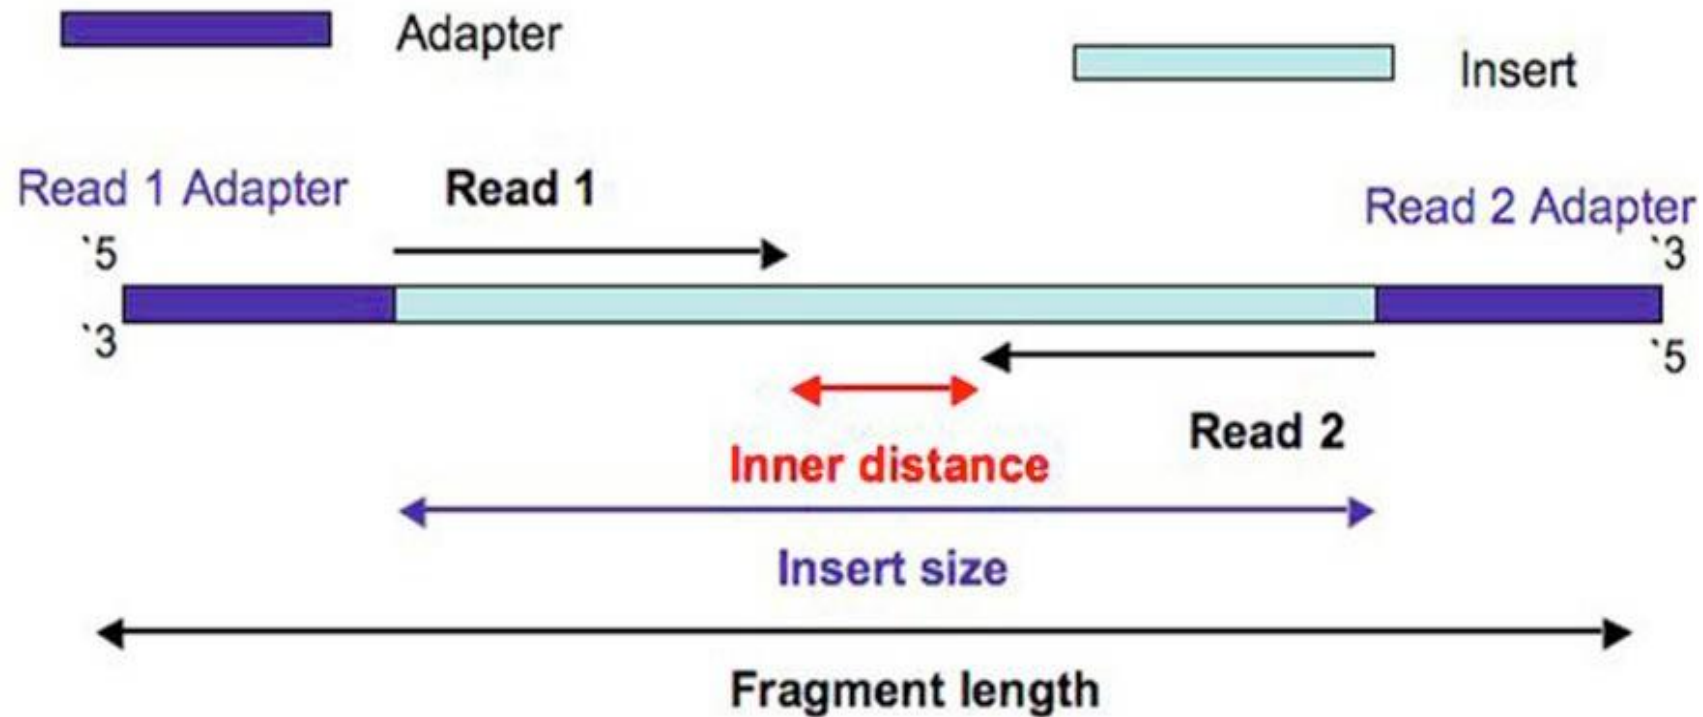 Adapter
Insert
Read 1 Adapter
Read 1
Read 2 Adapter
`5
`3
`3
`5
Read 2
Inner distance
Insert size
Fragment length